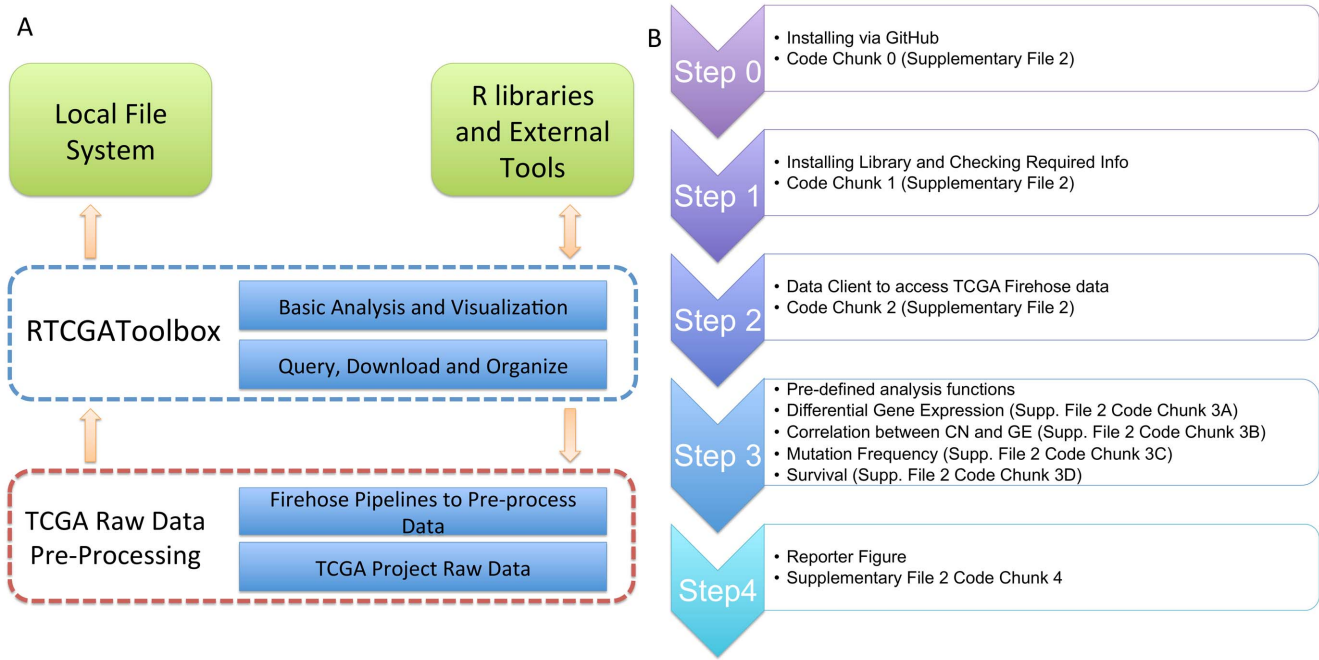 A
Local File
System
R libraries
and External
Tools
RTCGAToolbox
Basic Analysis and Visualization
Query, Download and Organize
TCGA Raw Data
Pre-Processing
Firehose Pipelines to Pre-process
Data
TCGA Project Raw Data
B
Step 0
• Installing via GitHub
• Code Chunk 0 (Supplementary File 2)
Step 1
• Installing Library and Checking Required Info
• Code Chunk 1 (Supplementary File 2)
Step 2
• Data Client to access TCGA Firehose data
• Code Chunk 2 (Supplementary File 2)
Step 3
• Pre-defined analysis functions
• Differential Gene Expression (Supp. File 2 Code Chunk 3A)
• Correlation between CN and GE (Supp. File 2 Code Chunk 3B)
• Mutation Frequency (Supp. File 2 Code Chunk 3C)
• Survival (Supp. File 2 Code Chunk 3D)
Step4
• Reporter Figure
• Supplementary File 2 Code Chunk 4